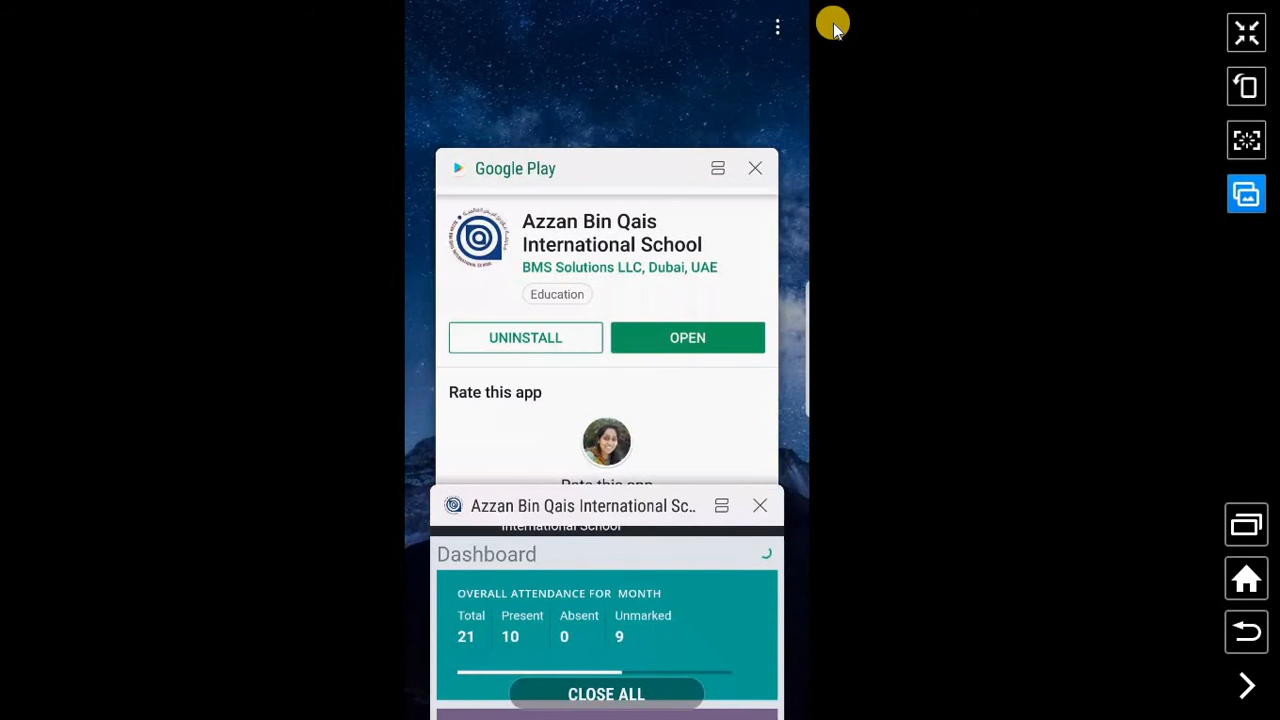 Google Play
Azzan Bin Qais
International School
BMS Solutions LLC, Dubai, UAE
Education
UNINSTALL
OPEN
Rate this app
Rate this app
Azzan Bin Qais International Sc..
International School
Dashboard
OVERALL ATTENDANCE FOR MONTH
Total Present Absent Unmarked
21 10 0 9
CLOSE ALL